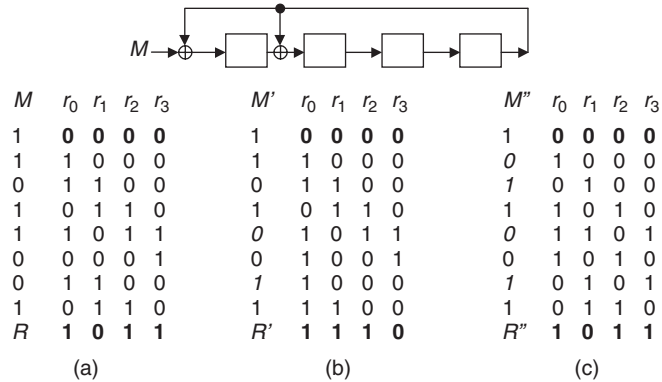 M
M r0 r1 r2 r3 M' r0 r1 r2 r3 M" r0 r1 r2 r3
1 0 0 0 0 1 0 0 0 0 1 0 0 0 0
1 1 0 0 0 1 1 0 0 0 0 1 0 0 0
0 1 1 0 0 0 1 1 0 0 1 0 1 0 0
1 0 1 1 0 1 0 1 1 0 1 1 0 1 0
1 1 0 1 1 0 1 0 1 1 0 1 1 0 1
0 0 0 0 1 0 1 0 0 1 0 1 0 1 0
0 1 1 0 0 1 1 0 0 0 1 0 1 0 1
1 0 1 1 0 1 1 1 0 0 1 0 1 1 0
R 1 0 1 1 R' 1 1 1 0 R" 1 0 1 1
(a) (b) (c)